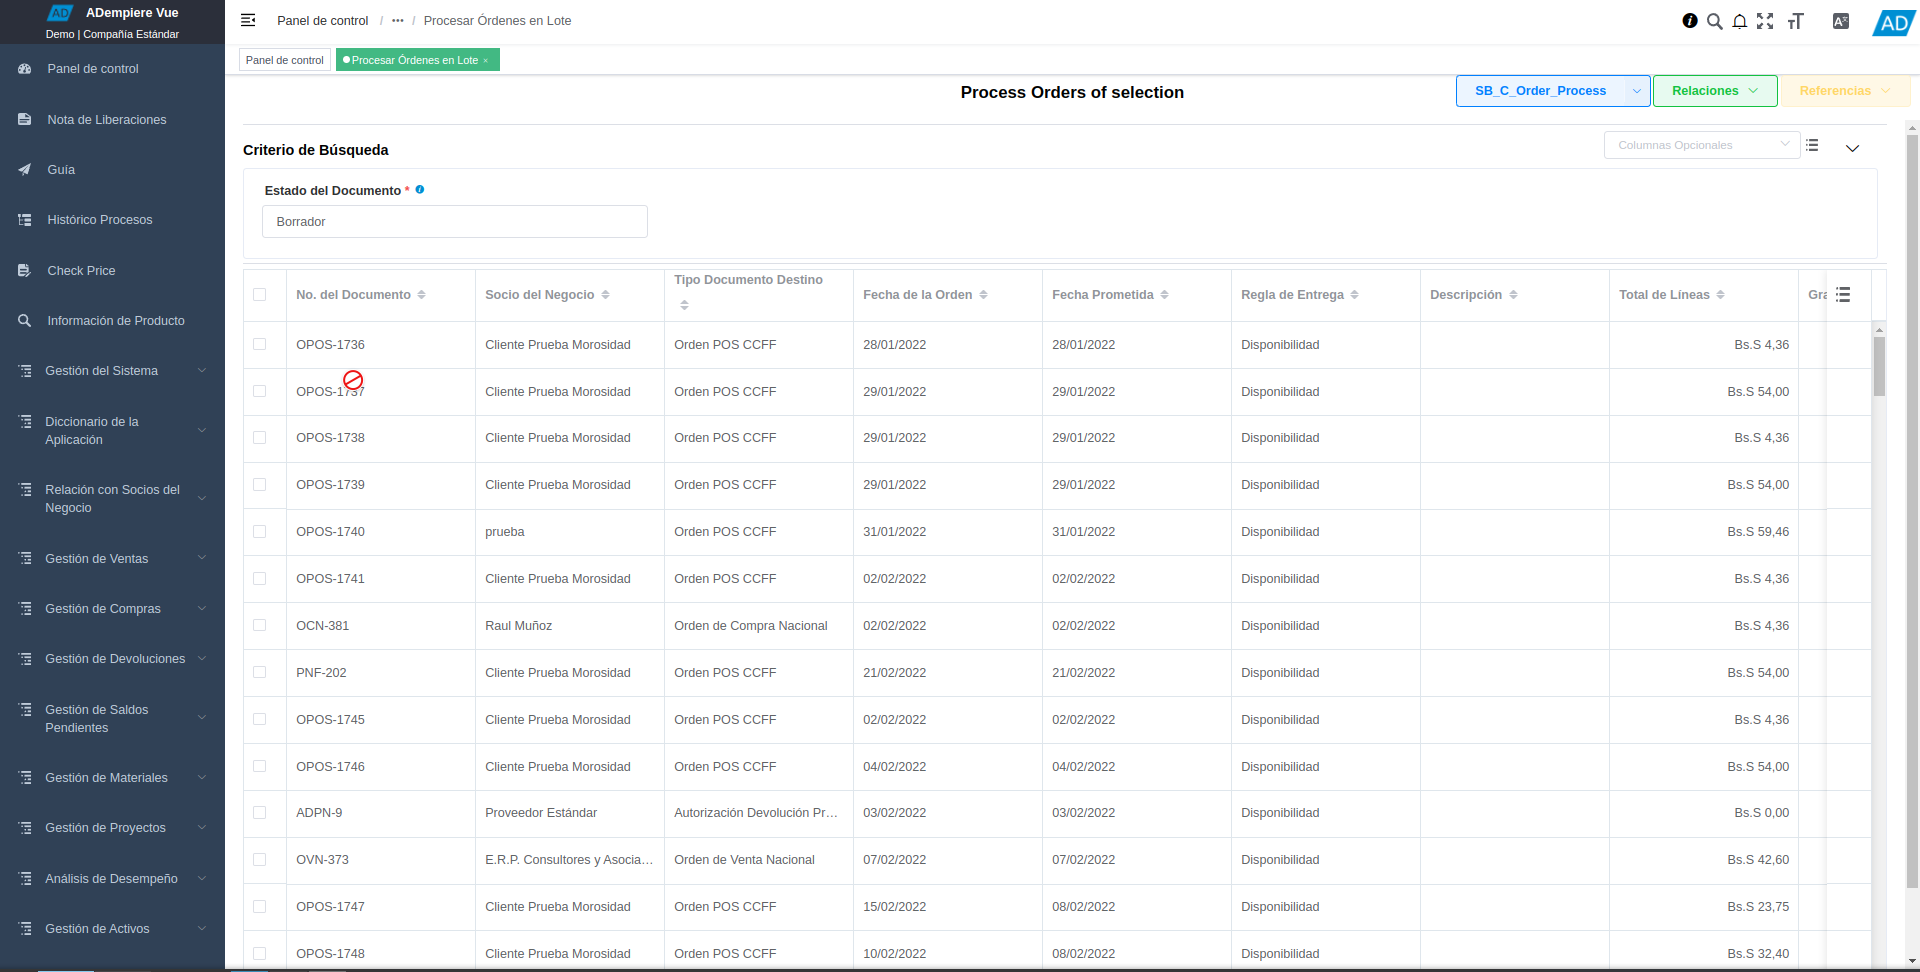 AD ADempiere Vue
Demo | Compañía Estándar
Panel de control
Nota de Liberaciones
Guía
Histórico Procesos
Check Price
Información de Producto
Gestión del Sistema
Diccionario de la
Aplicación
Relación con Socios del
Negocio
Gestión de Ventas
Gestión de Compras
Gestión de Devoluciones
Gestión de Saldos
Pendientes
Gestión de Materiales
Gestión de Proyectos
Análisis de Desempeño
Gestión de Activos
Panel de control / ••• / Procesar Órdenes en Lote
AD
Panel de control
Procesar Órdenes en Lote ×
Process Orders of selection
SB_C_Order_Process
Relaciones
Referencias
Criterio de Búsqueda
Columnas Opcionales
Estado del Documento *
Borrador
No. del Documento Socio del Negocio Tipo Documento Destino Fecha de la Orden Fecha Prometida Regla de Entrega Descripción Total de Líneas Gra
OPOS-1736 Cliente Prueba Morosidad Orden POS CCFF 28/01/2022 28/01/2022 Disponibilidad Bs.S 4,36
OPOS-1737 Cliente Prueba Morosidad Orden POS CCFF 29/01/2022 29/01/2022 Disponibilidad Bs.S 54,00
OPOS-1738 Cliente Prueba Morosidad Orden POS CCFF 29/01/2022 29/01/2022 Disponibilidad Bs.S 4,36
OPOS-1739 Cliente Prueba Morosidad Orden POS CCFF 29/01/2022 29/01/2022 Disponibilidad Bs.S 54,00
OPOS-1740 prueba Orden POS CCFF 31/01/2022 31/01/2022 Disponibilidad Bs.S 59,46
OPOS-1741 Cliente Prueba Morosidad Orden POS CCFF 02/02/2022 02/02/2022 Disponibilidad Bs.S 4,36
OCN-381 Raul Muñoz Orden de Compra Nacional 02/02/2022 02/02/2022 Disponibilidad Bs.S 4,36
PNF-202 Cliente Prueba Morosidad Orden POS CCFF 21/02/2022 21/02/2022 Disponibilidad Bs.S 54,00
OPOS-1745 Cliente Prueba Morosidad Orden POS CCFF 02/02/2022 02/02/2022 Disponibilidad Bs.S 4,36
OPOS-1746 Cliente Prueba Morosidad Orden POS CCFF 04/02/2022 04/02/2022 Disponibilidad Bs.S 54,00
ADPN-9 Proveedor Estándar Autorización Devolución Pr… 03/02/2022 03/02/2022 Disponibilidad Bs.S 0,00
OVN-373 E.R.P. Consultores y Asocia… Orden de Venta Nacional 07/02/2022 07/02/2022 Disponibilidad Bs.S 42,60
OPOS-1747 Cliente Prueba Morosidad Orden POS CCFF 15/02/2022 08/02/2022 Disponibilidad Bs.S 23,75
OPOS-1748 Cliente Prueba Morosidad Orden POS CCFF 10/02/2022 08/02/2022 Disponibilidad Bs.S 32,40